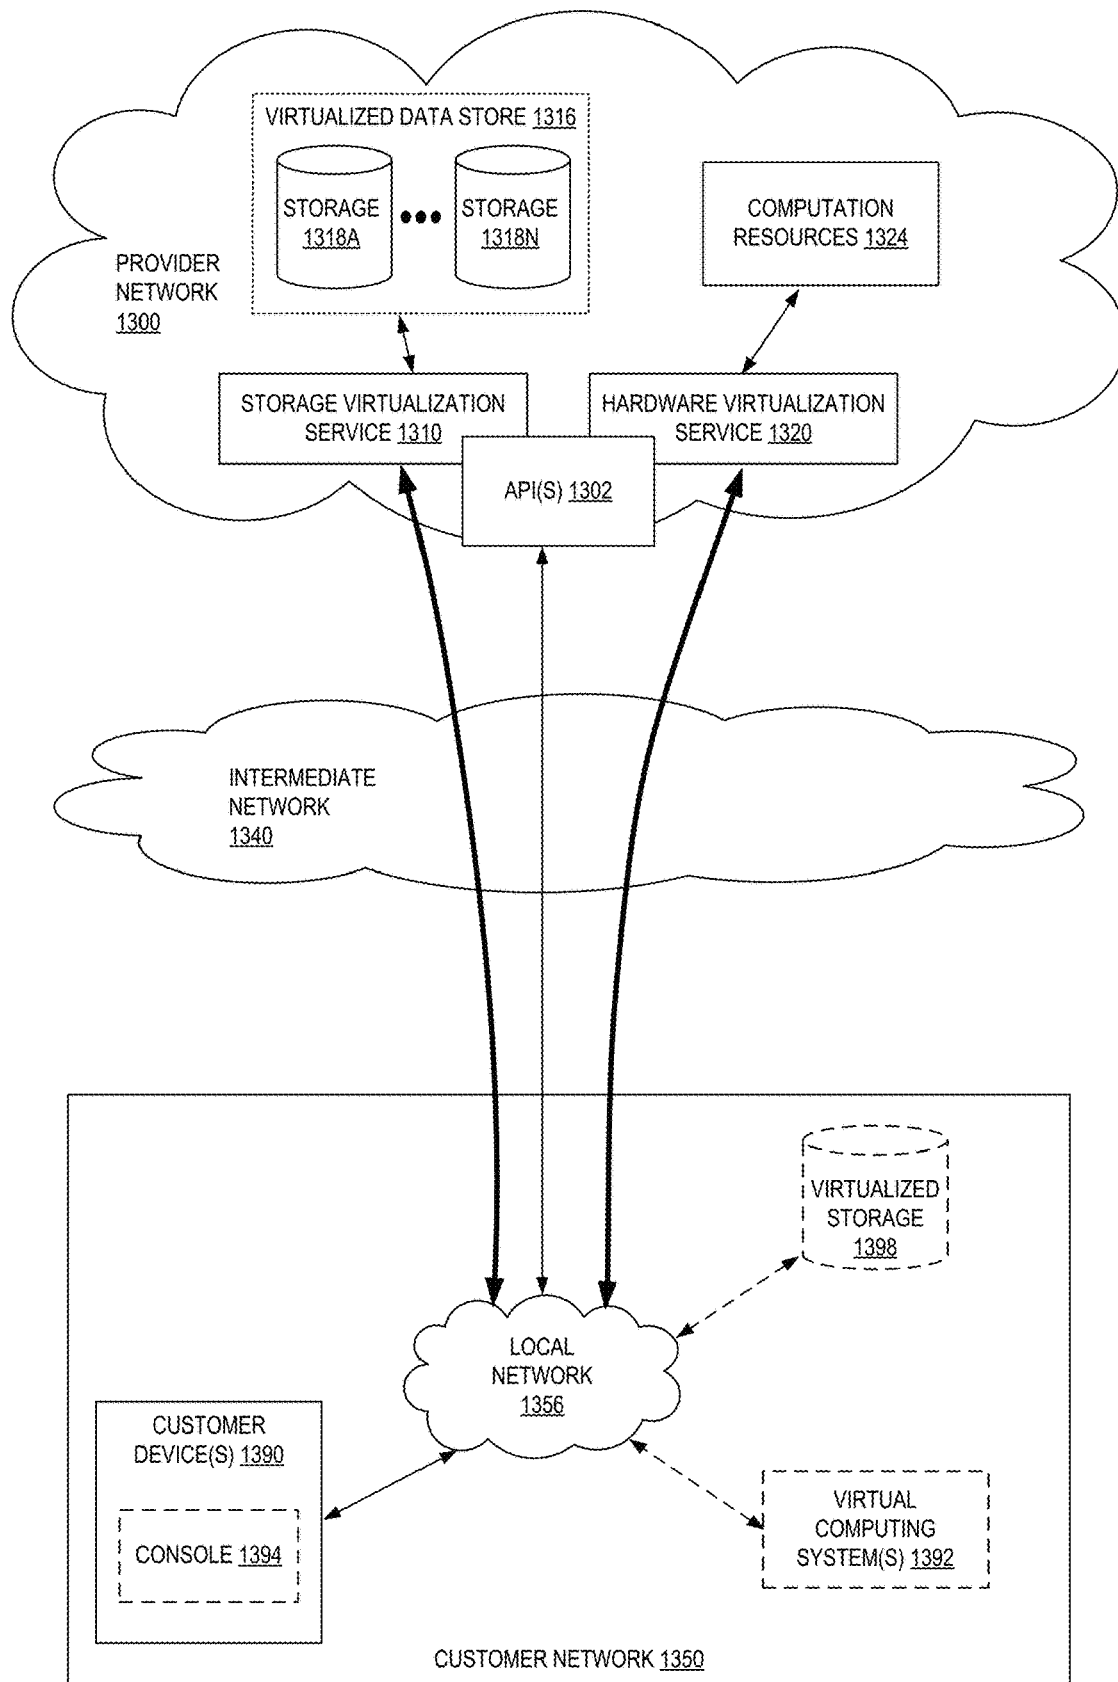 VIRTUALIZED DATA STORE 1316
STORAGE
1318A
STORAGE
1318N
COMPUTATION
RESOURCES 1324
PROVIDER
NETWORK
1300
STORAGE VIRTUALIZATION
SERVICE 1310
HARDWARE VIRTUALIZATION
SERVICE 1320
API(S) 1302
INTERMEDIATE
NETWORK
1340
VIRTUALIZED
STORAGE
1398
LOCAL
NETWORK
1356
CUSTOMER
DEVICE(S) 1390
CONSOLE 1394
VIRTUAL
COMPUTING
SYSTEM(S) 1392
CUSTOMER NETWORK 1350